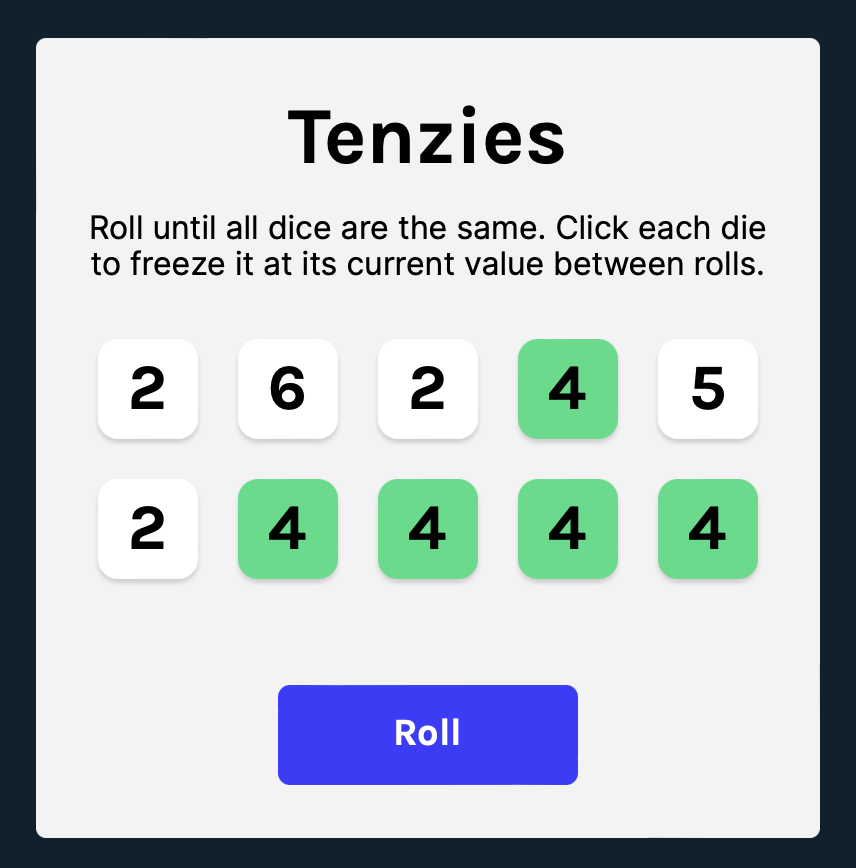 Tenzies
Roll until all dice are the same. Click each die
to freeze it at its current value between rolls.
2 6 2 4 5
2 4 4 4 4
Roll